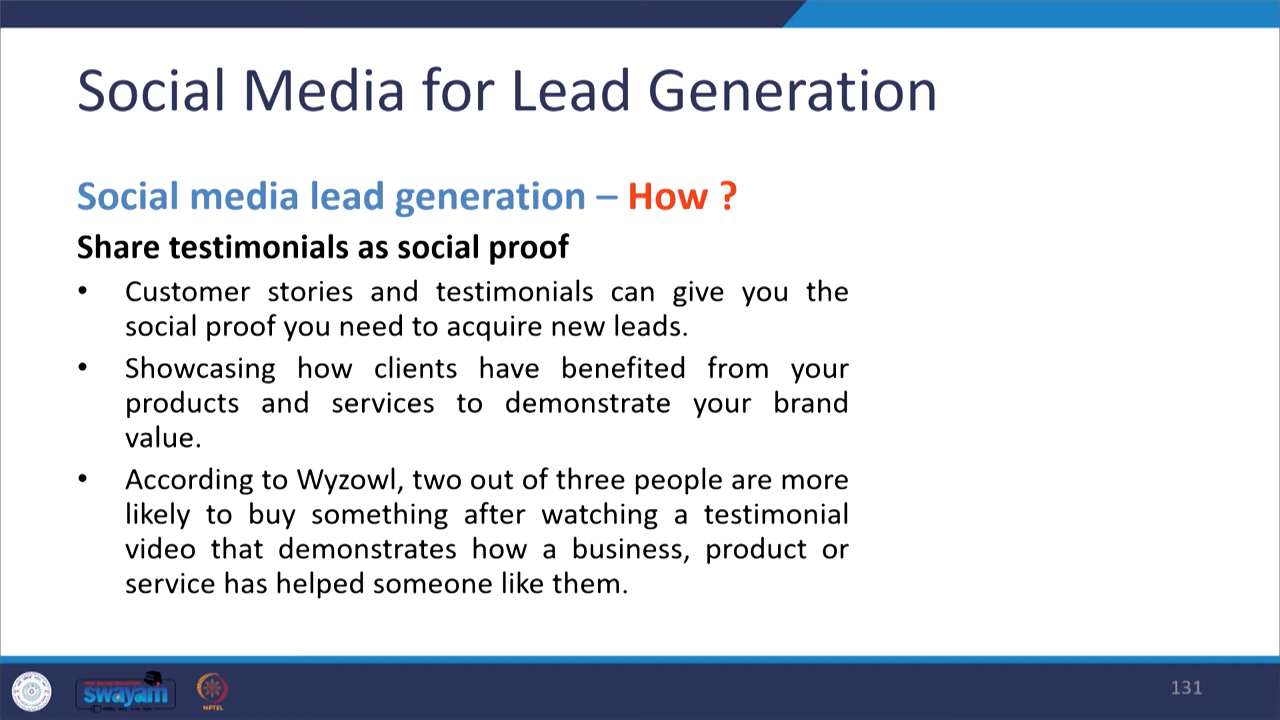 Social Media for Lead Generation
Social media lead generation – How ?
Share testimonials as social proof
• Customer stories and testimonials can give you the
social proof you need to acquire new leads.
• Showcasing how clients have benefited from your
products and services to demonstrate your brand
value.
• According to Wyzowl, two out of three people are more
likely to buy something after watching a testimonial
video that demonstrates how a business, product or
service has helped someone like them.
swayam
NPTEL
131